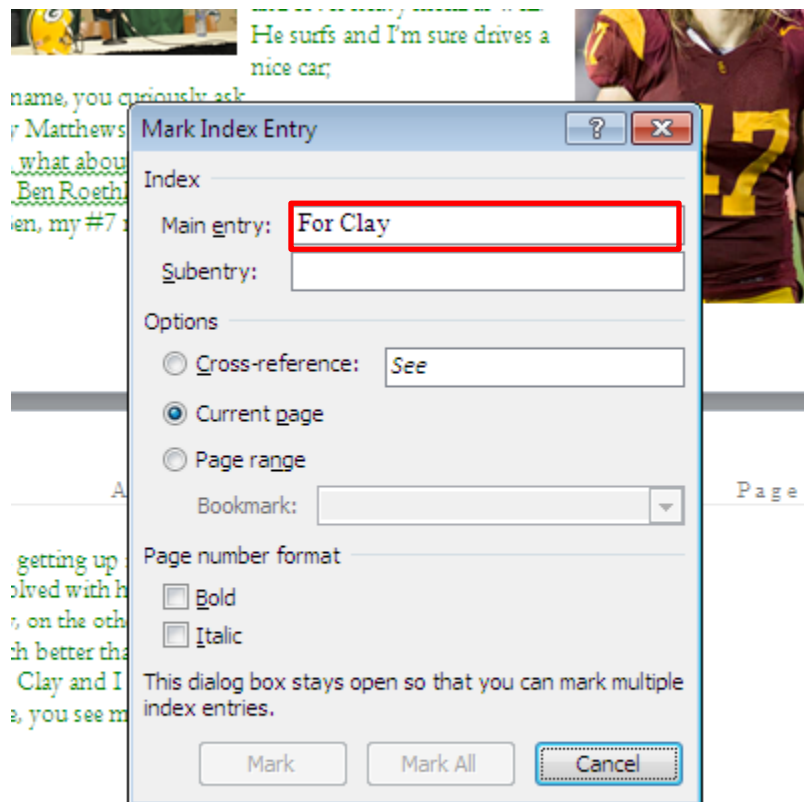 He surfs and I'm sure drives a
nice car;
name, you curiously ask
Matthews
what abou
Ben Roethl
en, my #7
Mark Index Entry
Index
Main entry: For Clay
Subentry:
Options
Cross-reference: See
Current page
Page range
Bookmark:
Page number format
Bold
Italic
This dialog box stays open so that you can mark multiple
index entries.
Mark Mark All Cancel
A
Page
getting up
olved with h
, on the oth
ch better tha
Clay and I
e, you see m
47